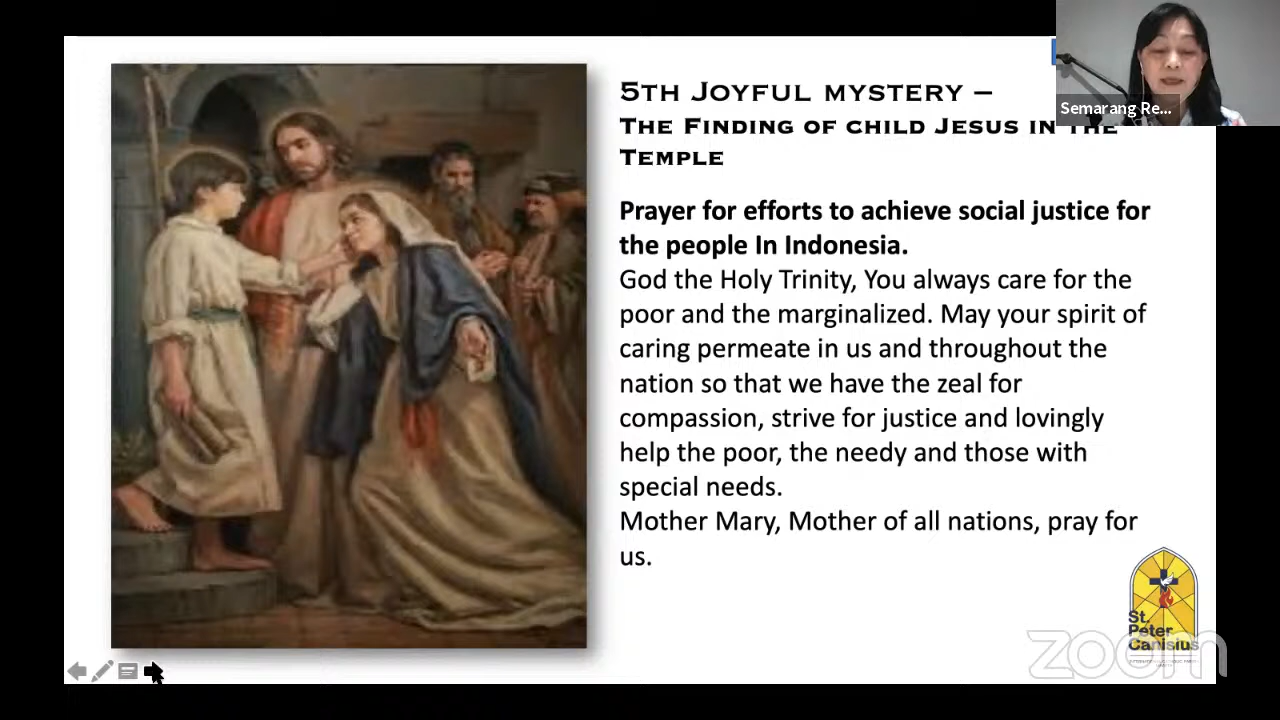 5th Joyful mystery –
The Finding of child Jesus in the
Temple
Semarang Re...
Prayer for efforts to achieve social justice for
the people In Indonesia.
God the Holy Trinity, You always care for the
poor and the marginalized. May your spirit of
caring permeate in us and throughout the
nation so that we have the zeal for
compassion, strive for justice and lovingly
help the poor, the needy and those with
special needs.
Mother Mary, Mother of all nations, pray for
us.
St.
Peter
Canisius
zoom